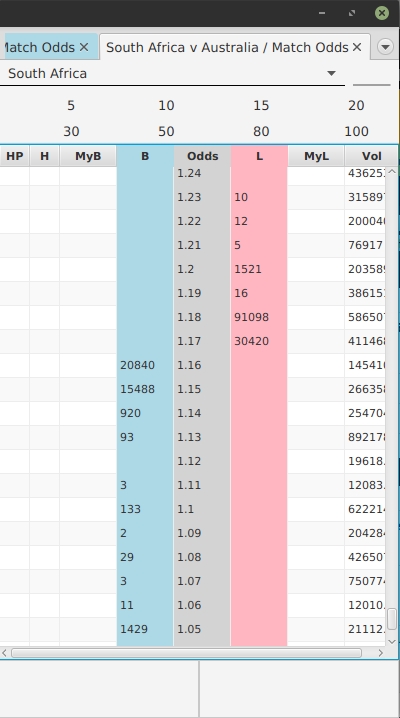 Match Odds ✕ South Africa v Australia / Match Odds ✕
South Africa
5 10 15 20
30 50 80 100
HP H MyB B Odds L MyL Vol
1.24 43625
1.23 10 31589
1.22 12 20004
1.21 5 76917
1.2 1521 20358
1.19 16 38615
1.18 91098 58650
1.17 30420 41146
20840 1.16 14541
15488 1.15 26635
920 1.14 25470
93 1.13 89217
1.12 19618.
3 1.11 12083.
133 1.1 62221
2 1.09 20428
29 1.08 42650
3 1.07 75077
11 1.06 12010.
1429 1.05 21112.